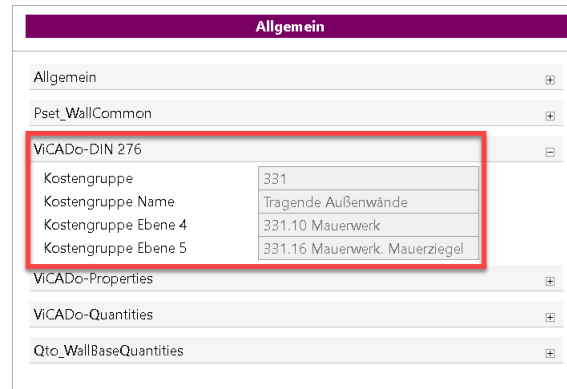 Allgemein
Allgemein
Pset_WallCommon
ViCADo-DIN 276
Kostengruppe 331
Kostengruppe Name Tragende Außenwände
Kostengruppe Ebene 4 331.10 Mauerwerk
Kostengruppe Ebene 5 331.16 Mauerwerk. Mauerziegel
ViCADo-Properties
ViCADo-Quantities
Qto_WallBaseQuantities